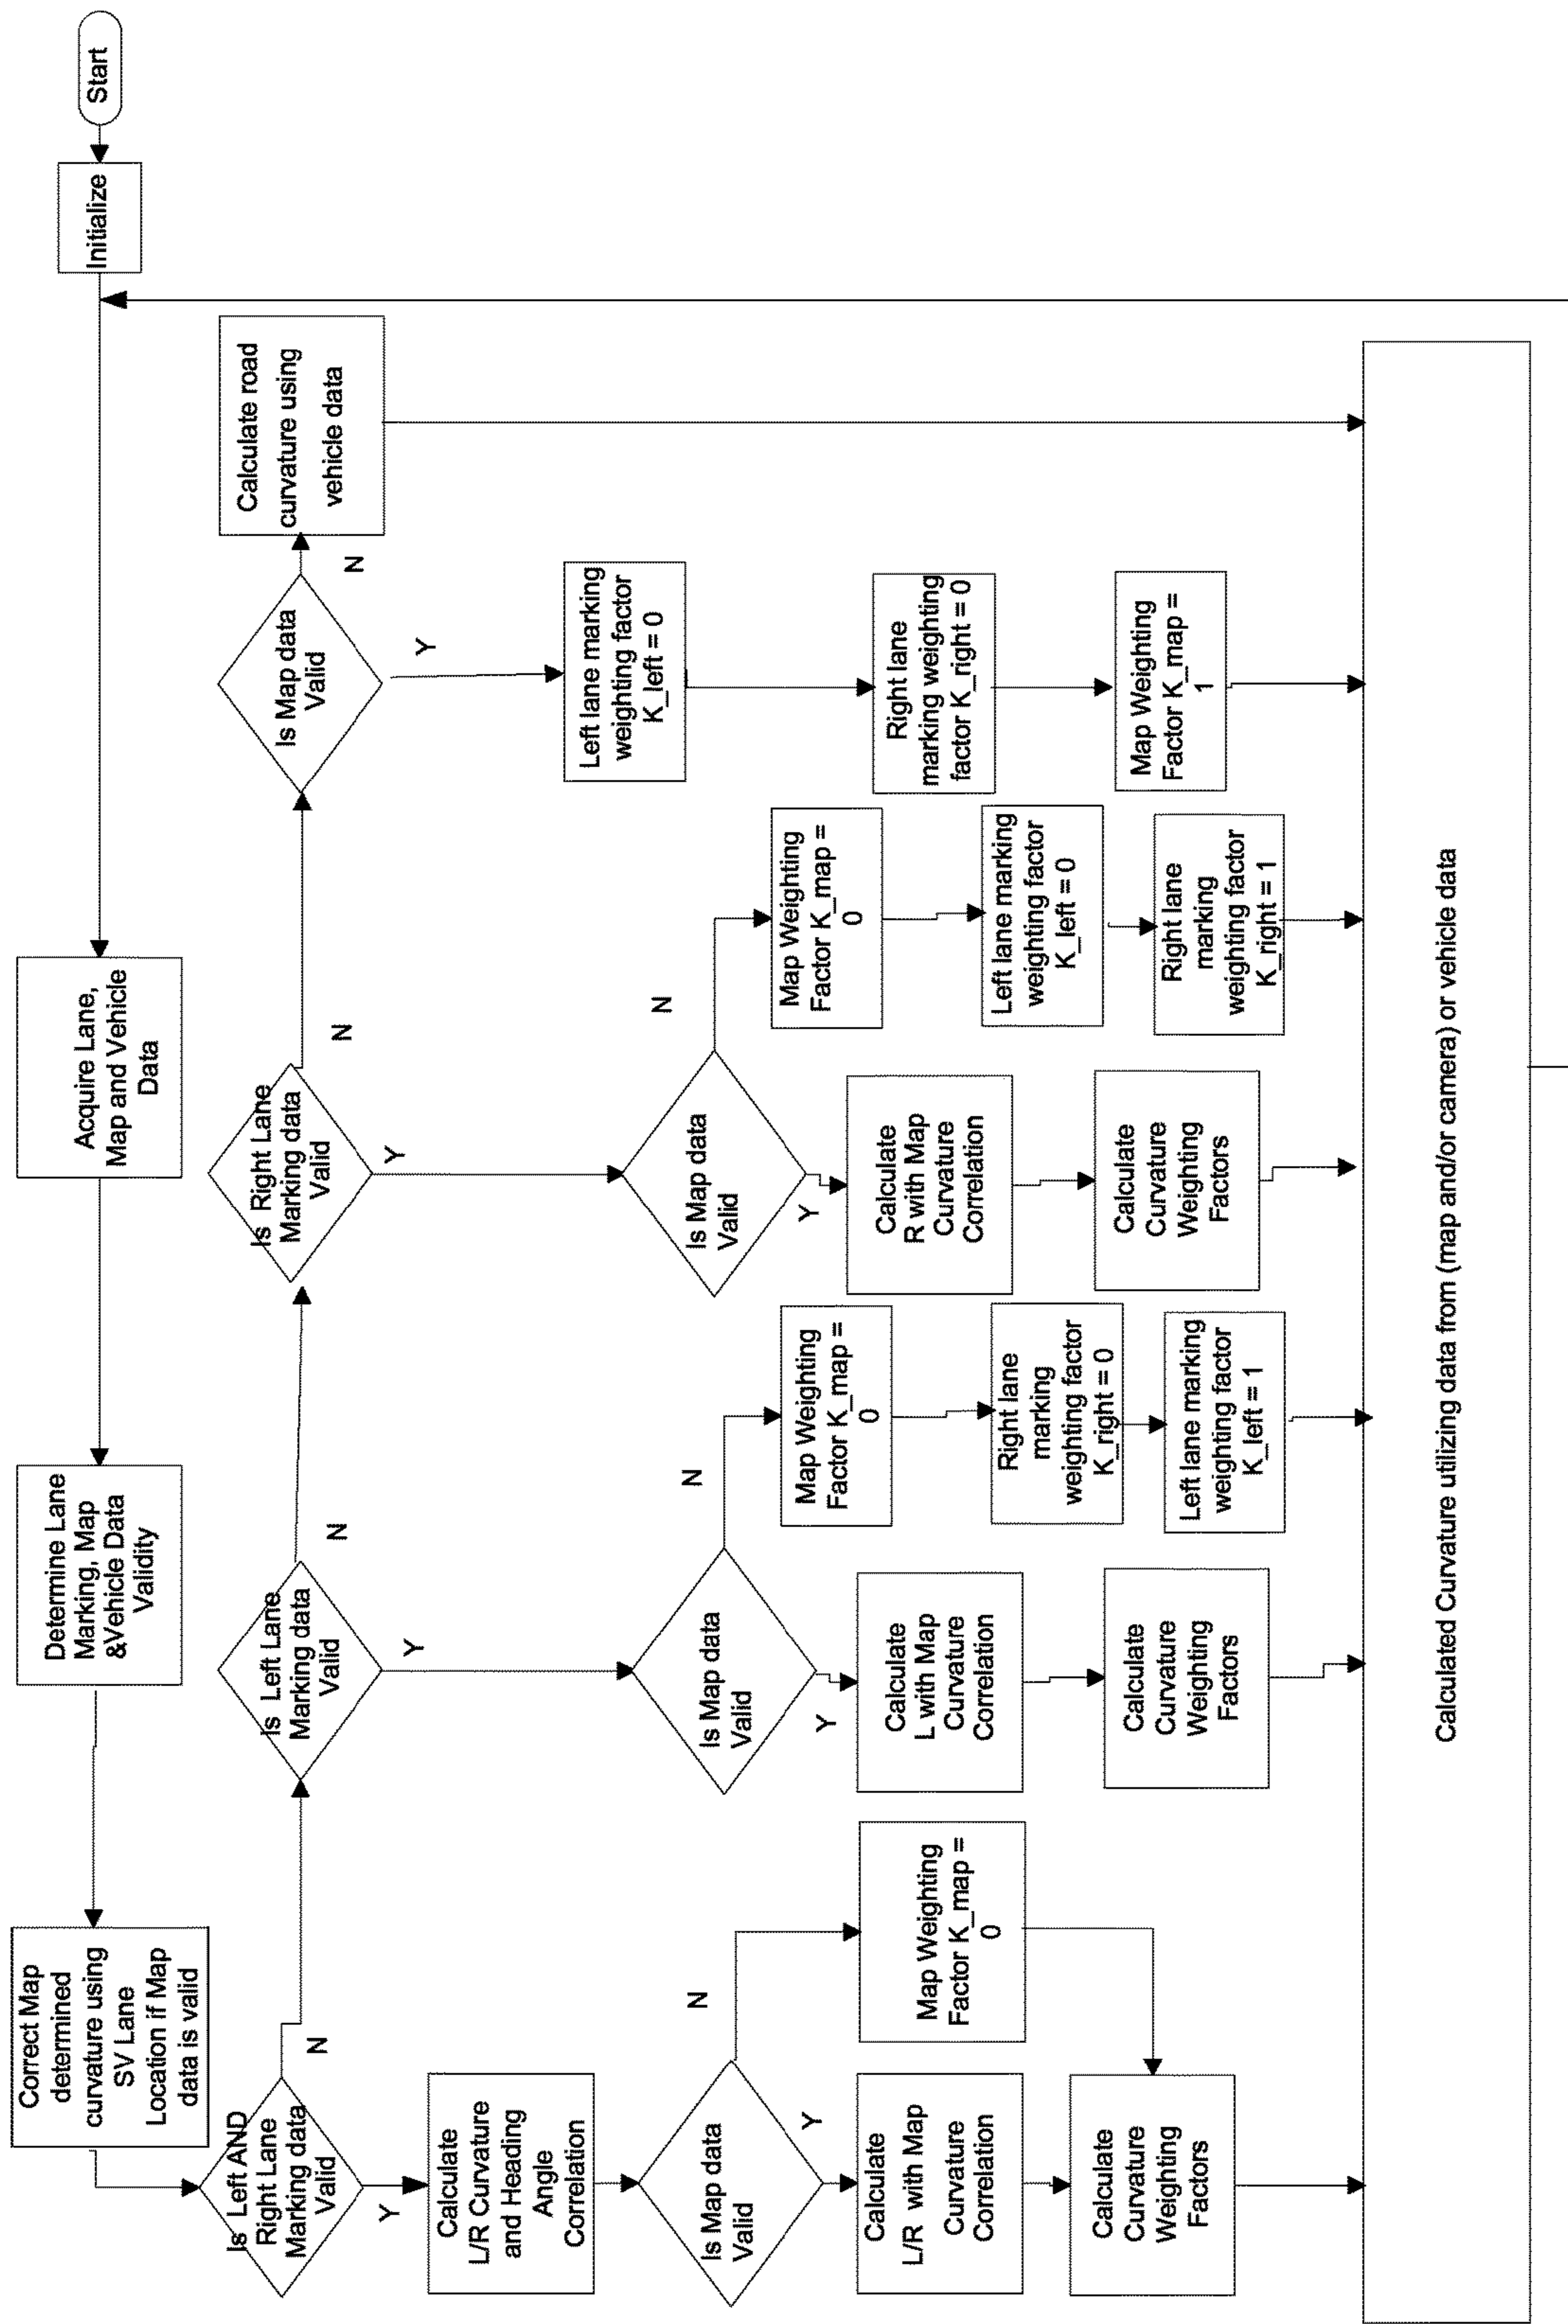 Start
Initialize
Acquire Lane,
Map and Vehicle
Data
Determine Lane
Marking, Map
&Vehicle Data
Validity
Correct Map
determined
curvature using
SV Lane
Location if Map
data is valid
Is Left AND
Right Lane
Marking data
Valid
N
Y
Calculate
L/R Curvature
and Heading
Angle
Correlation
Is Map data
Valid
N
Y
Calculate
L/R with Map
Curvature
Correlation
Map Weighting
Factor K_map =
0
Calculate
Curvature
Weighting
Factors
Is Left Lane
Marking data
Valid
N
Y
Is Map data
Valid
N
Y
Calculate
L with Map
Curvature
Correlation
Calculate
Curvature
Weighting
Factors
Map Weighting
Factor K_map =
0
Right lane
marking
weighting factor
K_right = 0
Left lane marking
weighting factor
K_left = 1
Is Right Lane
Marking data
Valid
N
Y
Is Map data
Valid
N
Y
Calculate
R with Map
Curvature
Correlation
Calculate
Curvature
Weighting
Factors
Map Weighting
Factor K_map =
0
Left lane marking
weighting factor
K_left = 0
Right lane
marking
weighting factor
K_right = 1
Is Map data
Valid
N
Y
Left lane marking
weighting factor
K_left = 0
Right lane
marking weighting
factor K_right = 0
Map Weighting
Factor K_map =
1
Calculate road
curvature using
vehicle data
Calculated Curvature utilizing data from (map and/or camera) or vehicle data